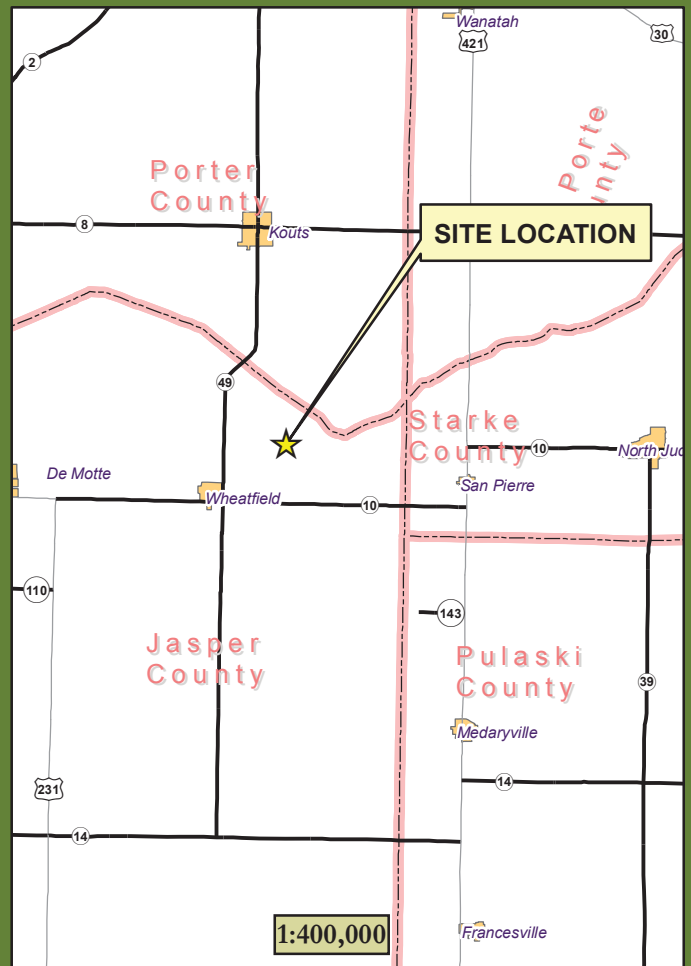 Wanatah
421
30
2
Porter
County
Porte
unty
8
Kouts
SITE LOCATION
49
Starke
County
10
North Jud
De Motte
San Pierre
Wheatfield
10
110
143
Jasper
County
Pulaski
County
39
Medaryville
14
231
14
1:400,000
Francesville